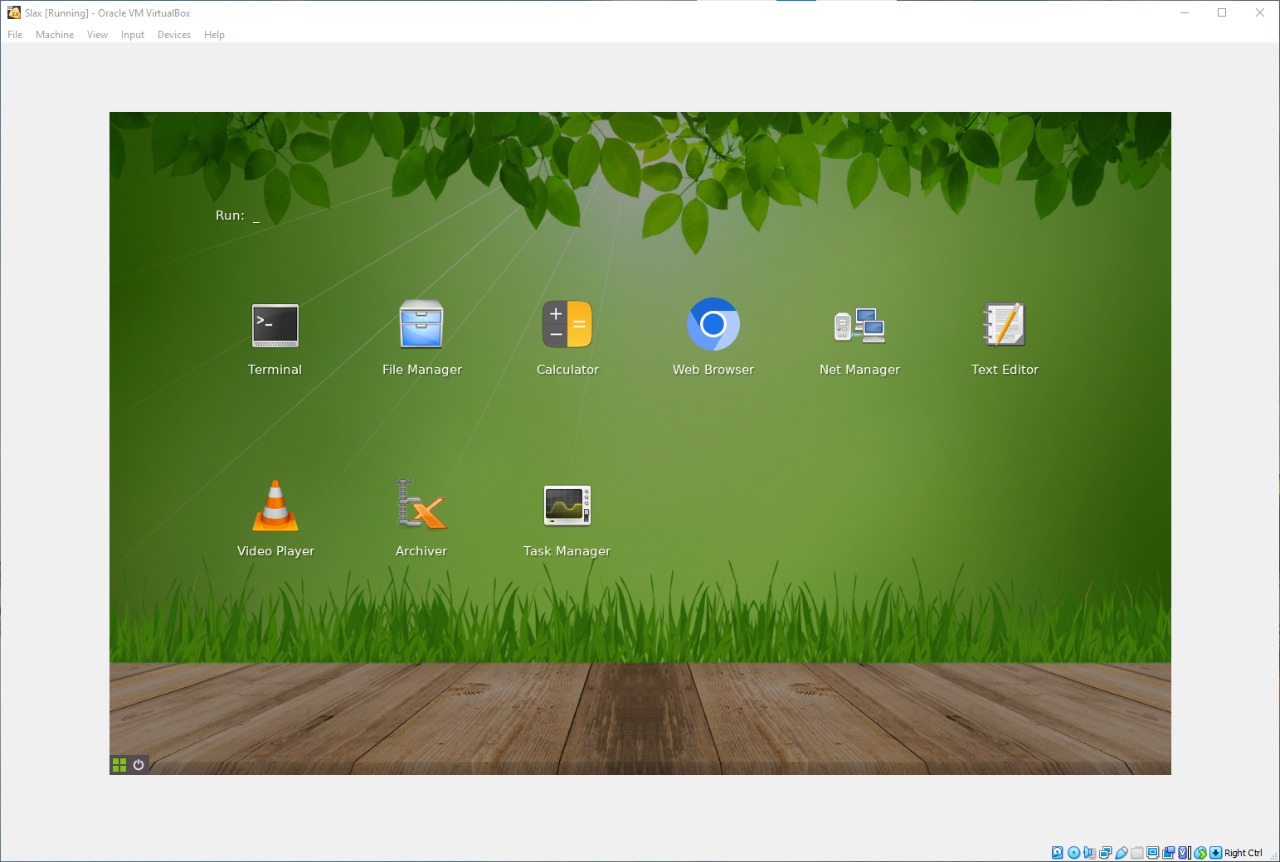 Slax [Running] - Oracle VM VirtualBox
File Machine View Input Devices Help
Run: _
>_
Terminal File Manager Calculator Web Browser Net Manager Text Editor
Video Player Archiver Task Manager
Right Ctrl